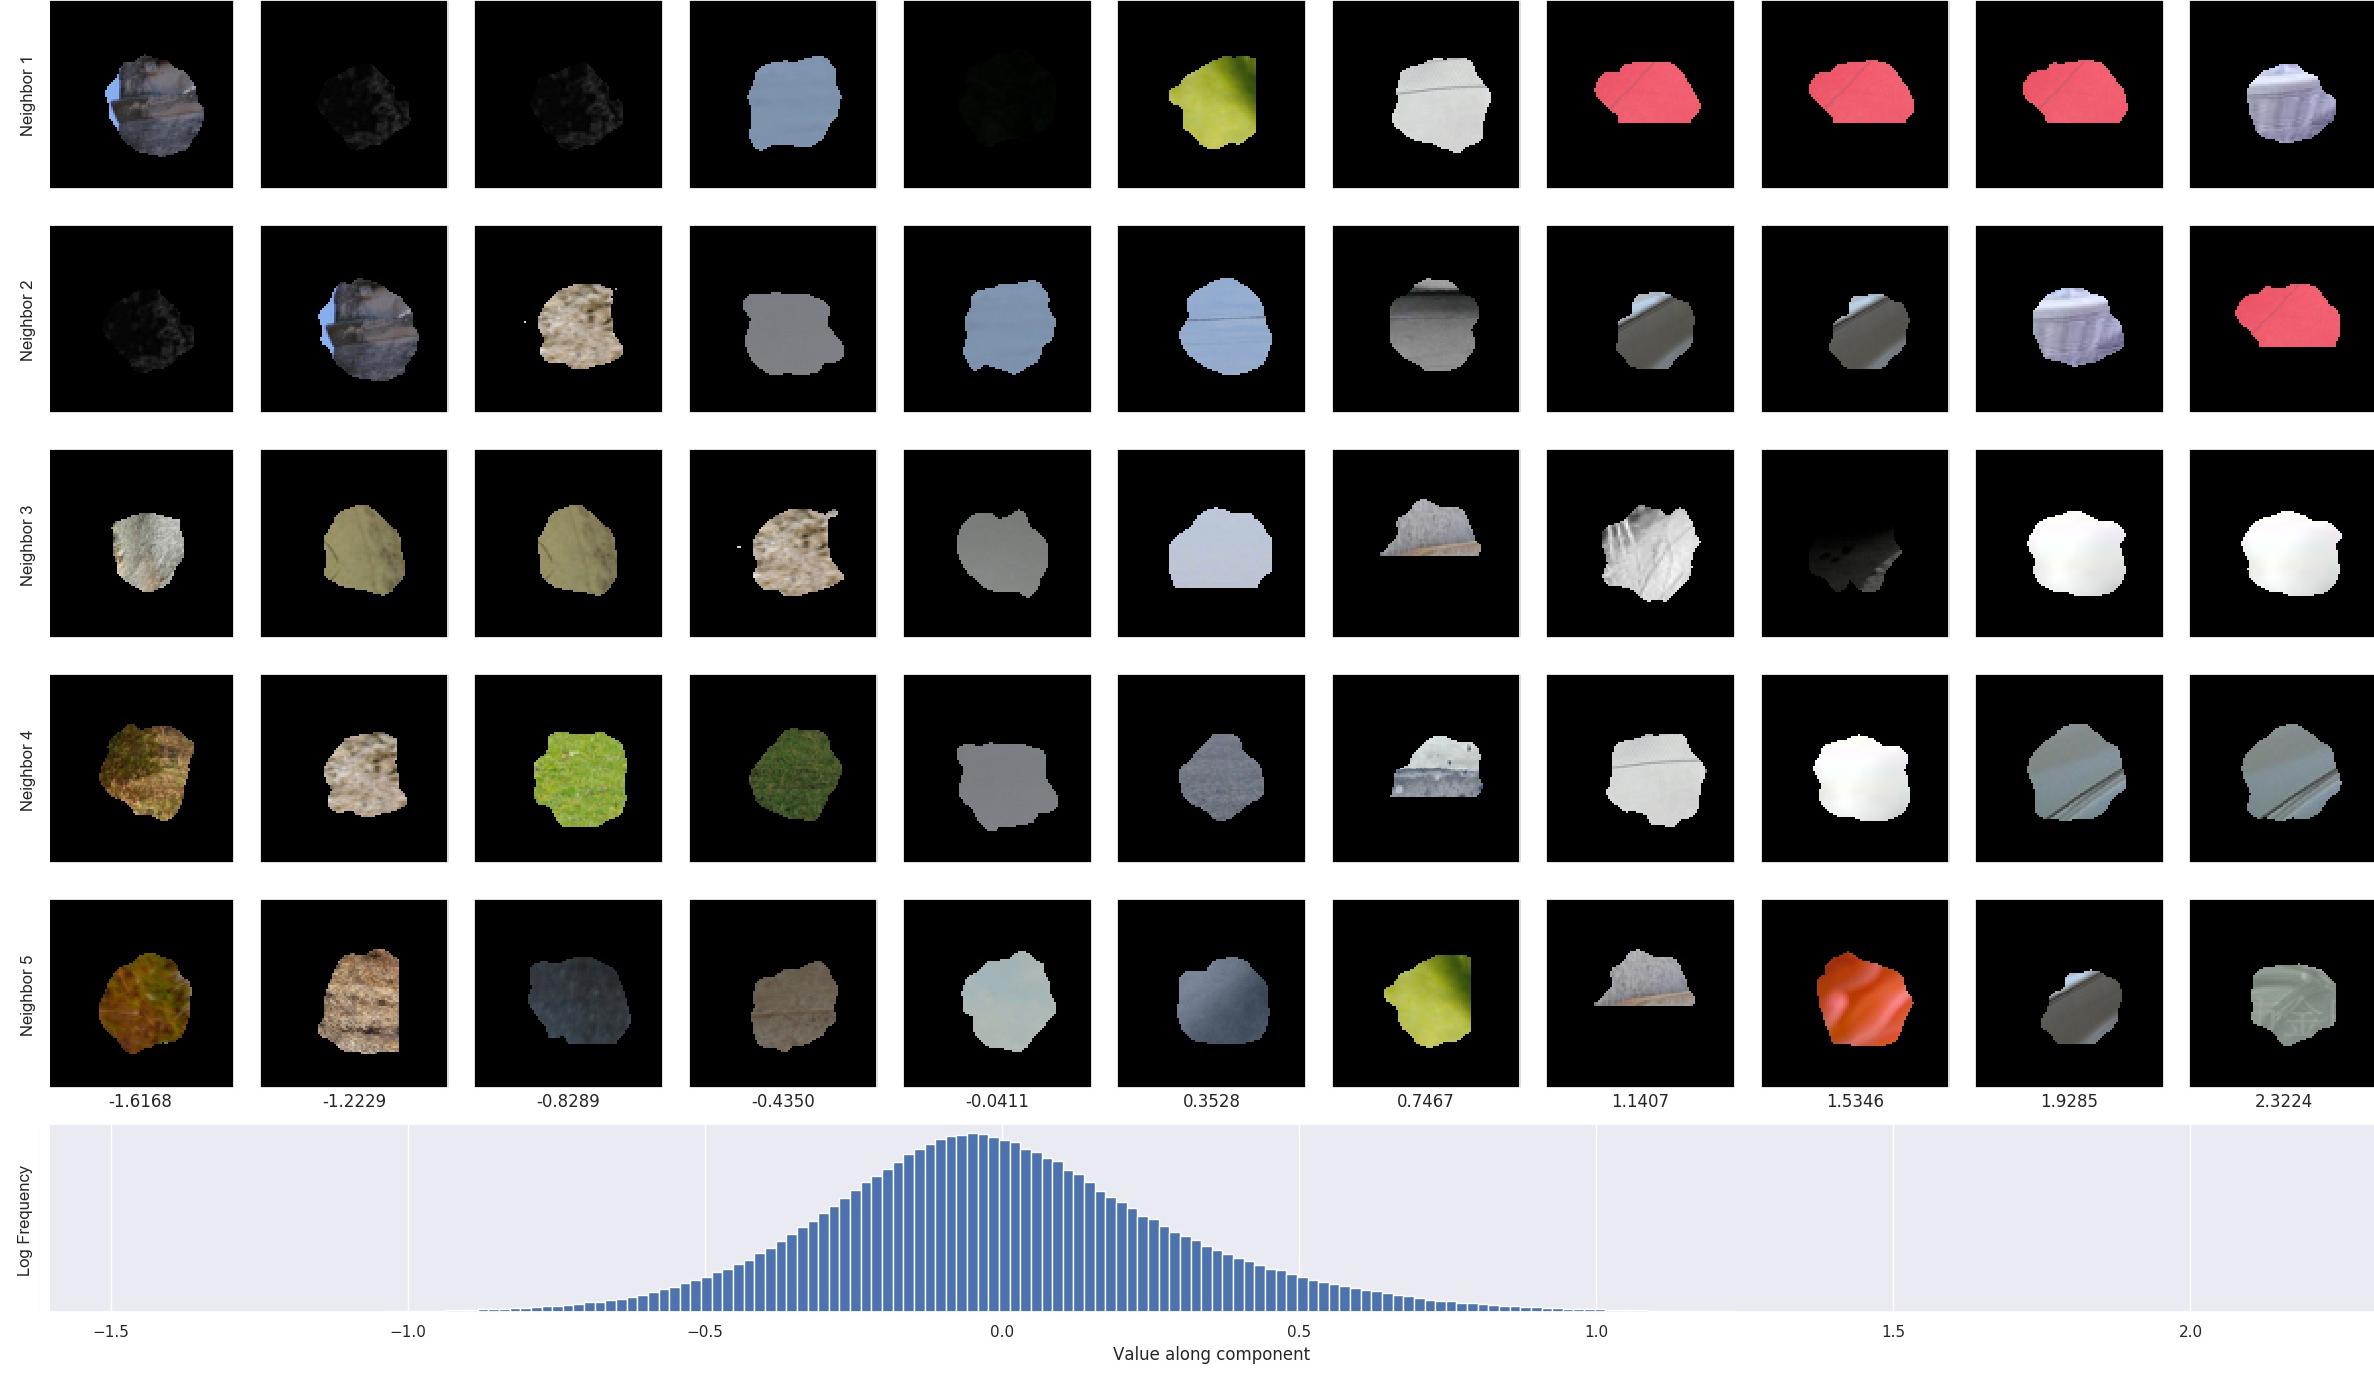 Neighbor 1
Neighbor 2
Neighbor 3
Neighbor 4
Neighbor 5
-1.6168 -1.2229 -0.8289 -0.4350 -0.0411 0.3528 0.7467 1.1407 1.5346 1.9285 2.3224
Log Frequency
−1.5 −1.0 −0.5 0.0 0.5 1.0 1.5 2.0
Value along component